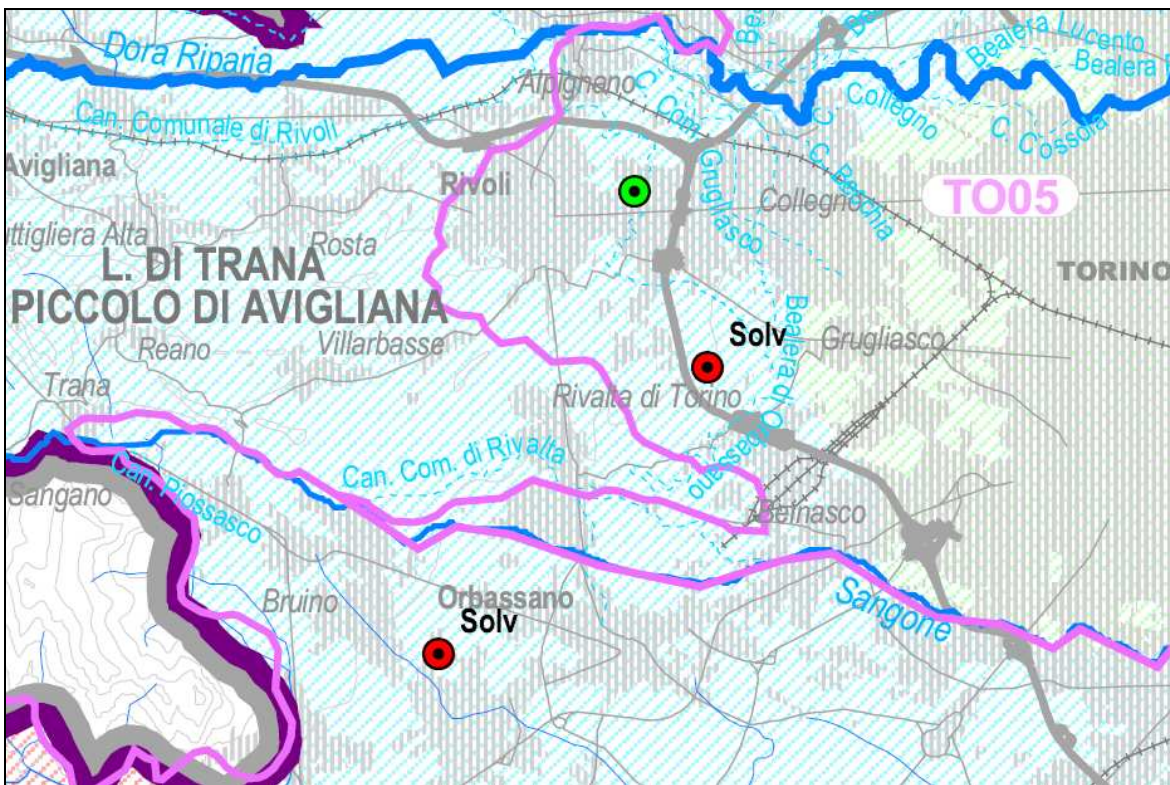 Dora Riparia
Bealera Lucento
Bealera
Alpignano
C. Com.
Collegno
C. C'ossola
Can. Comunale di Rivoli
Avigliana
Rivoli
Grugliasco
Collegno
C. Becchia
TO05
uttigliera Alta
Rosta
L. DI TRANA
PICCOLO DI AVIGLIANA
TORINO
Reano
Villarbasse
Solv
Bealera di Orbassano
Grugliasco
Trana
Rivalta di Torino
Can. Com. di Rivalta
Can. Piossasco
Sangano
Beinasco
Bruino
Orbassano
Solv
Sangone